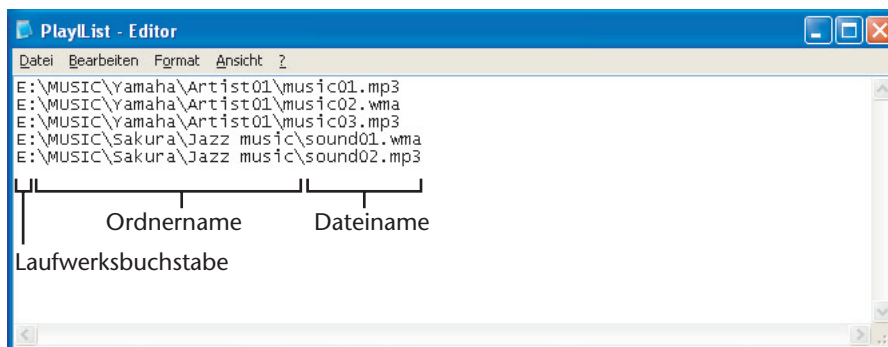 PlaylList - Editor
Datei Bearbeiten Format Ansicht ?
E:\MUSIC\Yamaha\Artist01\music01.mp3
E:\MUSIC\Yamaha\Artist01\music02.wma
E:\MUSIC\Yamaha\Artist01\music03.mp3
E:\MUSIC\Sakura\Jazz music\sound01.wma
E:\MUSIC\Sakura\Jazz music\sound02.mp3
Ordnername Dateiname
Laufwerksbuchstabe